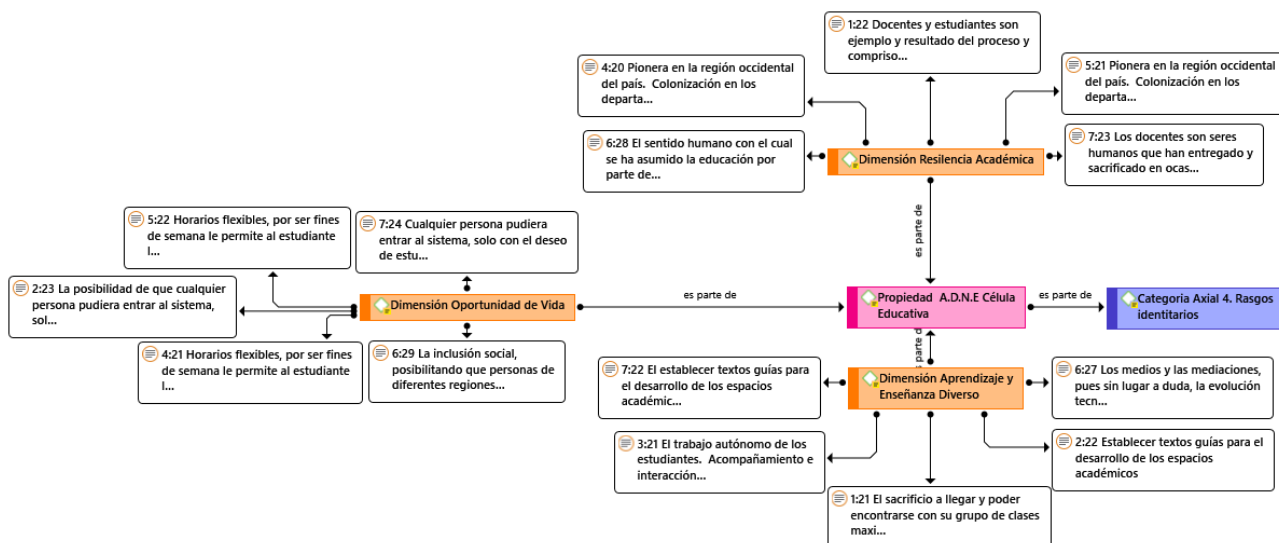 1:22 Docentes y estudiantes son
ejemplo y resultado del proceso y
compriso...
4:20 Pionera en la región occidental
del país.  Colonización en los
departa...
5:21 Pionera en la región occidental
del país.  Colonización en los
departa...
6:28 El sentido humano con el cual
se ha asumido la educación por
parte de...
Dimensión Resilencia Académica
7:23 Los docentes son seres
humanos que han entregado y
sacrificado en ocas...
es parte de
5:22 Horarios flexibles, por ser fines
de semana le permite al estudiante
l...
7:24 Cualquier persona pudiera
entrar al sistema, solo con el deseo
de estu...
2:23 La posibilidad de que cualquier
persona pudiera entrar al sistema,
sol...
Dimensión Oportunidad de Vida
es parte de
Propiedad  A.D.N.E Célula
Educativa
es parte de
Categoria Axial 4. Rasgos
identitarios
4:21 Horarios flexibles, por ser fines
de semana le permite al estudiante
l...
6:29 La inclusión social,
posibilitando que personas de
diferentes regiones...
es parte de
7:22 El establecer textos guías para
el desarrollo de los espacios
académic...
Dimensión Aprendizaje y
Enseñanza Diverso
6:27 Los medios y las mediaciones,
pues sin lugar a duda, la evolución
tecn...
3:21 El trabajo autónomo de los
estudiantes.  Acompañamiento e
interacción...
2:22 Establecer textos guías para el
desarrollo de los espacios
académicos
1:21 El sacrificio a llegar y poder
encontrarse con su grupo de clases
maxi...